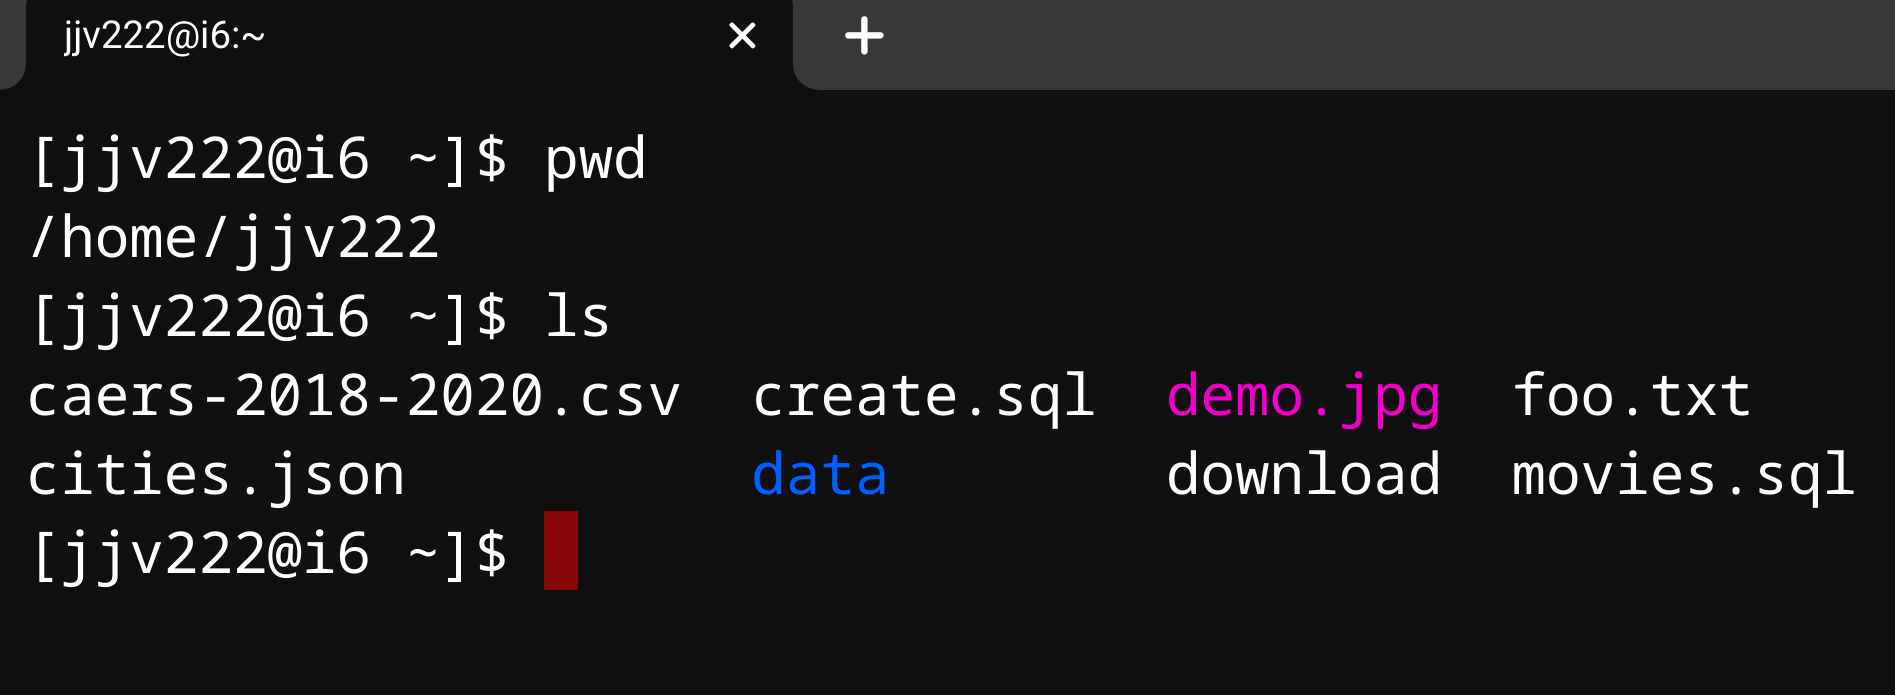 jjv222@i6:~
[jjv222@i6 ~]$ pwd
/home/jjv222
[jjv222@i6 ~]$ ls
caers-2018-2020.csv  create.sql  demo.jpg  foo.txt
cities.json          data        download  movies.sql
[jjv222@i6 ~]$